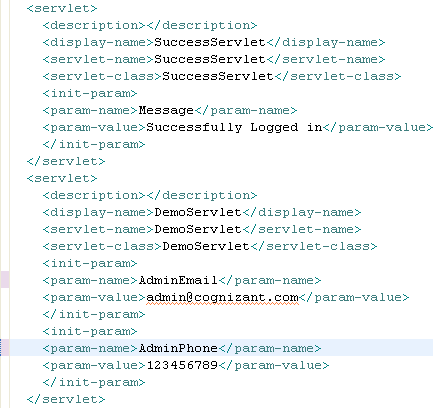 <servlet>
<description></description>
<display-name>SuccessServlet</display-name>
<servlet-name>SuccessServlet</servlet-name>
<servlet-class>SuccessServlet</servlet-class>
<init-param>
<param-name>Message</param-name>
<param-value>Successfully Logged in</param-value>
</init-param>
</servlet>
<servlet>
<description></description>
<display-name>DemoServlet</display-name>
<servlet-name>DemoServlet</servlet-name>
<servlet-class>DemoServlet</servlet-class>
<init-param>
<param-name>AdminEmail</param-name>
<param-value>admin@cognizant.com</param-value>
</init-param>
<init-param>
<param-name>AdminPhone</param-name>
<param-value>123456789</param-value>
</init-param>
</servlet>